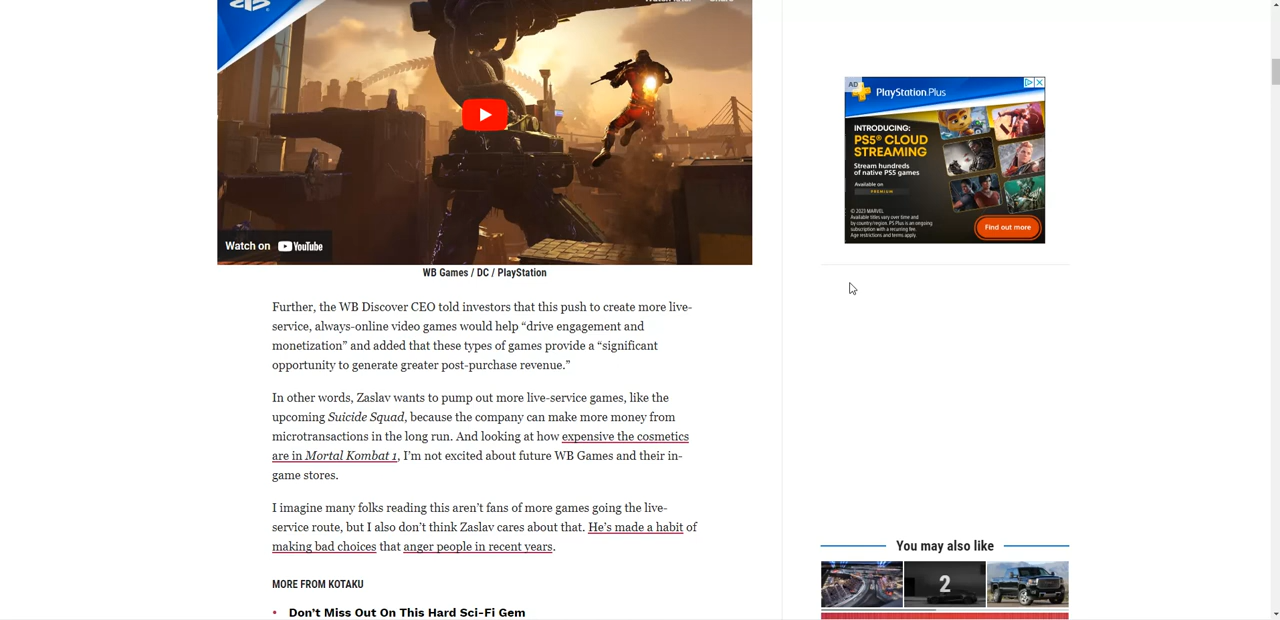 Watch on YouTube
WB Games / DC / PlayStation
Further, the WB Discover CEO told investors that this push to create more live-
service, always-online video games would help “drive engagement and
monetization” and added that these types of games provide a “significant
opportunity to generate greater post-purchase revenue.”
In other words, Zaslav wants to pump out more live-service games, like the
upcoming Suicide Squad, because the company can make more money from
microtransactions in the long run. And looking at how expensive the cosmetics
are in Mortal Kombat 1, I’m not excited about future WB Games and their in-
game stores.
I imagine many folks reading this aren’t fans of more games going the live-
service route, but I also don’t think Zaslav cares about that. He’s made a habit of
making bad choices that anger people in recent years.
MORE FROM KOTAKU
• Don’t Miss Out On This Hard Sci-Fi Gem
AD
PlayStation Plus
INTRODUCING:
PS5® CLOUD
STREAMING
Stream hundreds
of native PS5 games
Available on
PREMIUM
© 2023 MARVEL
Available titles vary over time and
by country/region. PS Plus is an ongoing
subscription with a recurring fee.
Age restrictions and terms apply.
Find out more
You may also like
2